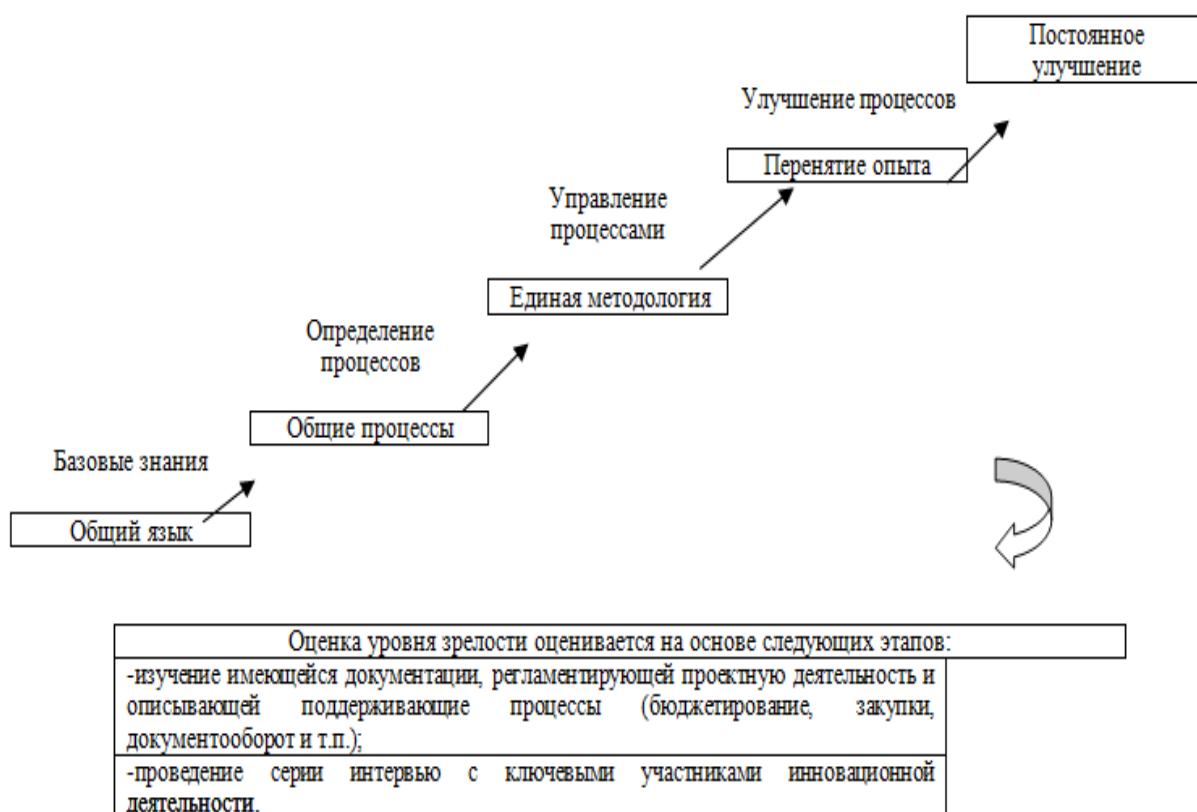 Постоянное
улучшение
Улучшение процессов
Перенятие опыта
Управление
процессами
Единая методология
Определение
процессов
Общие процессы
Базовые знания
Общий язык
Оценка уровня зрелости оценивается на основе следующих этапов:
-изучение имеющейся документации, регламентирующей проектную деятельность и
описывающей поддерживающие процессы (бюджетирование, закупки,
документооборот и т.п.);
-проведение серии интервью с ключевыми участниками инновационной
деятельности.